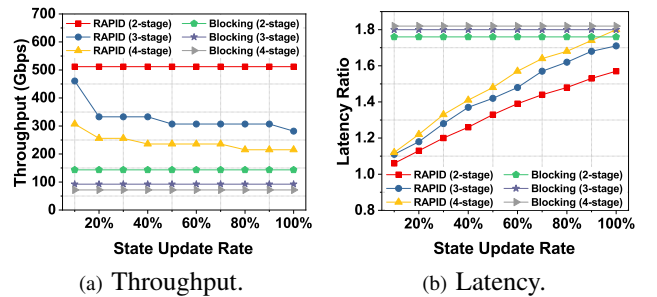 700
600
500
400
300
200
100
0
Throughput (Gbps)
RAPID (2-stage)
RAPID (3-stage)
RAPID (4-stage)
Blocking (2-stage)
Blocking (3-stage)
Blocking (4-stage)
20% 40% 60% 80% 100%
State Update Rate
(a) Throughput.
1.8
1.6
1.4
1.2
1.0
0.8
Latency Ratio
RAPID (2-stage)
RAPID (3-stage)
RAPID (4-stage)
Blocking (2-stage)
Blocking (3-stage)
Blocking (4-stage)
20% 40% 60% 80% 100%
State Update Rate
(b) Latency.